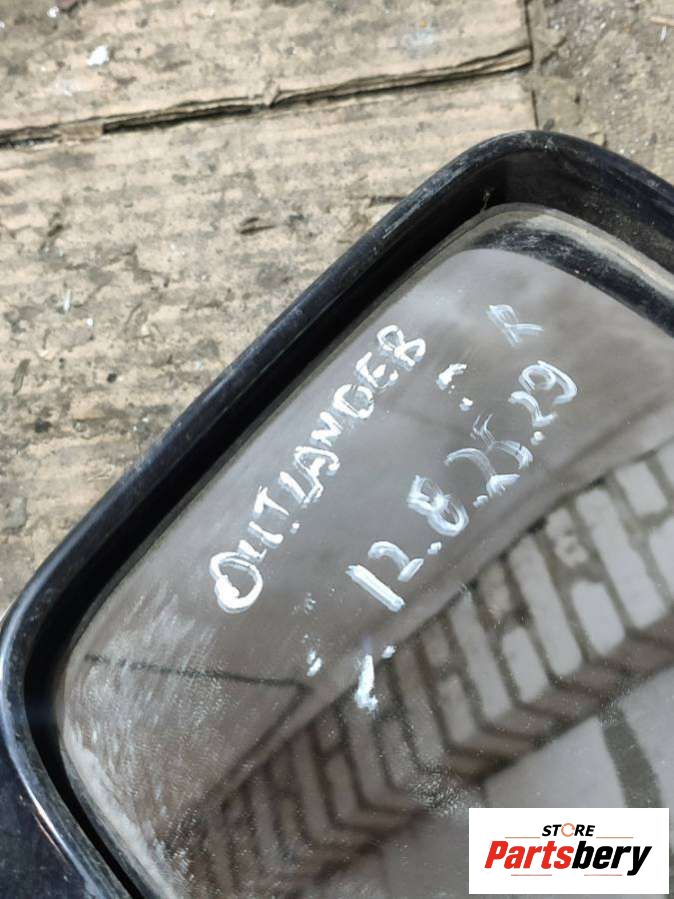 OUTLANDER R
12.8.25.29
STORE
Partsbery